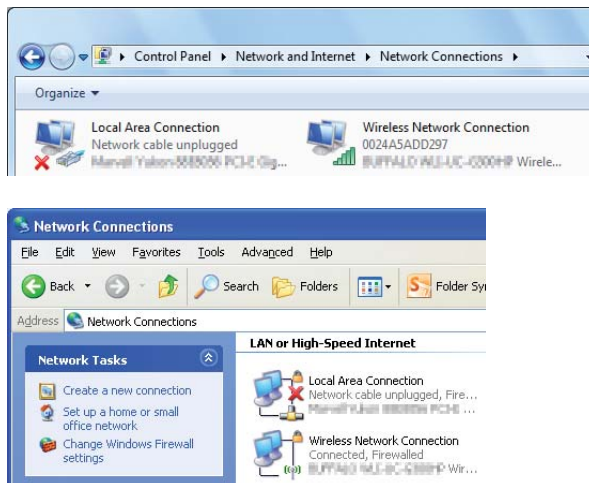 Control Panel ▸ Network and Internet ▸ Network Connections ▸
Organize ▾
Local Area Connection
Network cable unplugged
Wireless Network Connection
0024A5ADD297
Wirele...
Network Connections
File Edit View Favorites Tools Advanced Help
Back Search Folders Folder Sy
Address Network Connections
Network Tasks
Create a new connection
Set up a home or small
office network
Change Windows Firewall
settings
LAN or High-Speed Internet
Local Area Connection
Network cable unplugged, Fire...
Wireless Network Connection
Connected, Firewalled
Wir...